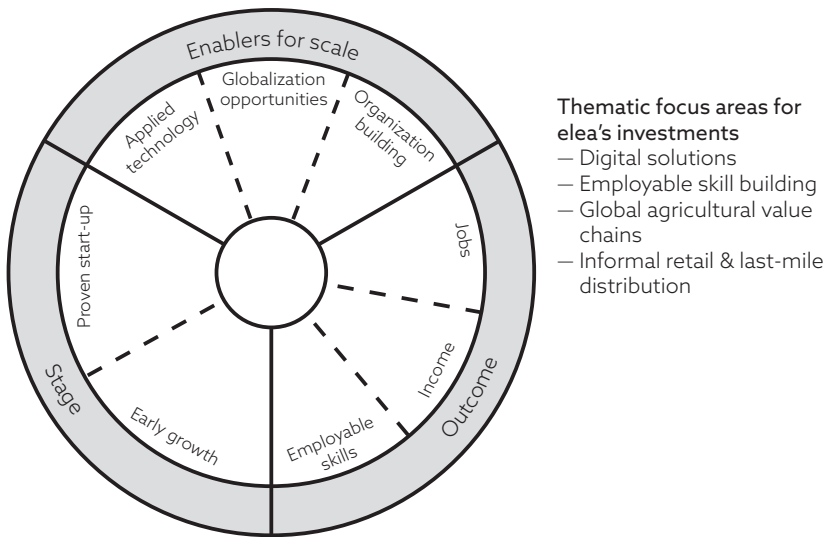 Enablers for scale
Applied
technology
Globalization
opportunities
Organization
building
Proven start-up
Jobs
Stage
Early growth
Employable
skills
Income
Outcome
Thematic focus areas for
elea’s investments
— Digital solutions
— Employable skill building
— Global agricultural value
chains
— Informal retail & last-mile
distribution